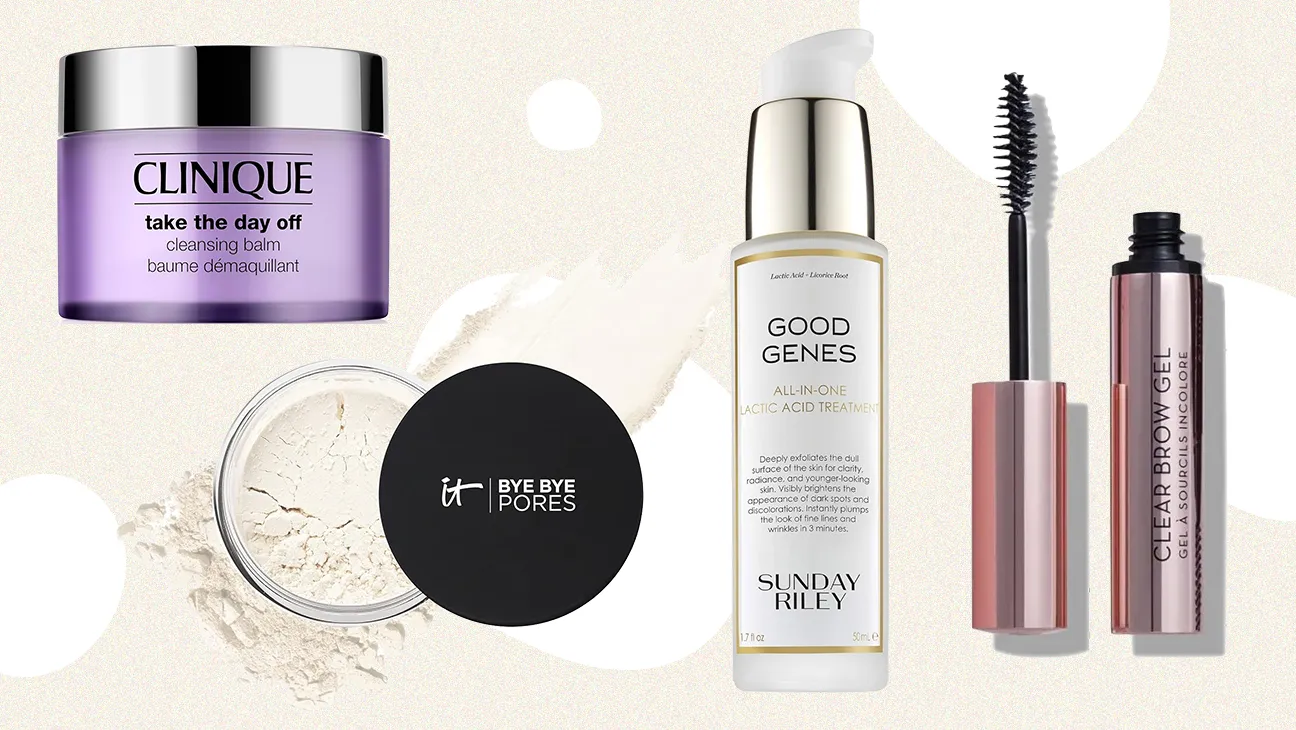 CLINIQUE
take the day off
cleansing balm
baume démaquillant
it BYE BYE
PORES
Lactic Acid + Licorice Root
GOOD
GENES
ALL-IN-ONE
LACTIC ACID TREATMENT
Deeply exfoliates the dull
surface of the skin for clarity,
radiance, and younger-looking
skin. Visibly brightens the
appearance of dark spots and
discolorations. Instantly plumps
the look of fine lines and
wrinkles in 3 minutes.
SUNDAY
RILEY
1.7 fl oz 50mL ℮
CLEAR BROW GEL
GEL À SOURCILS INCOLORE